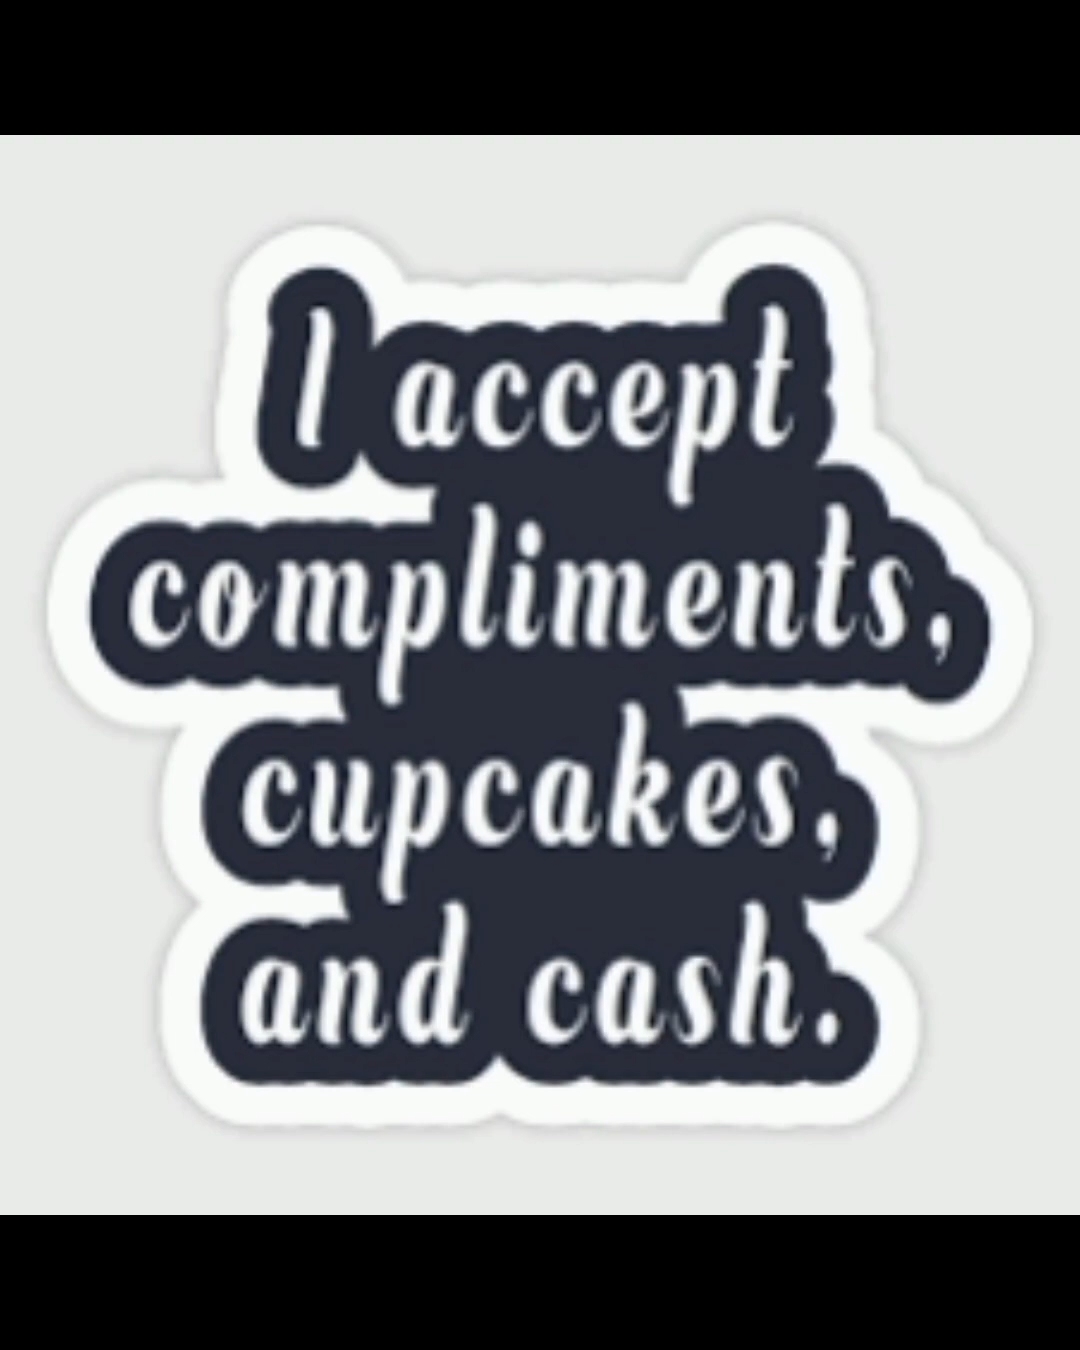 I accept
compliments,
cupcakes,
and cash.